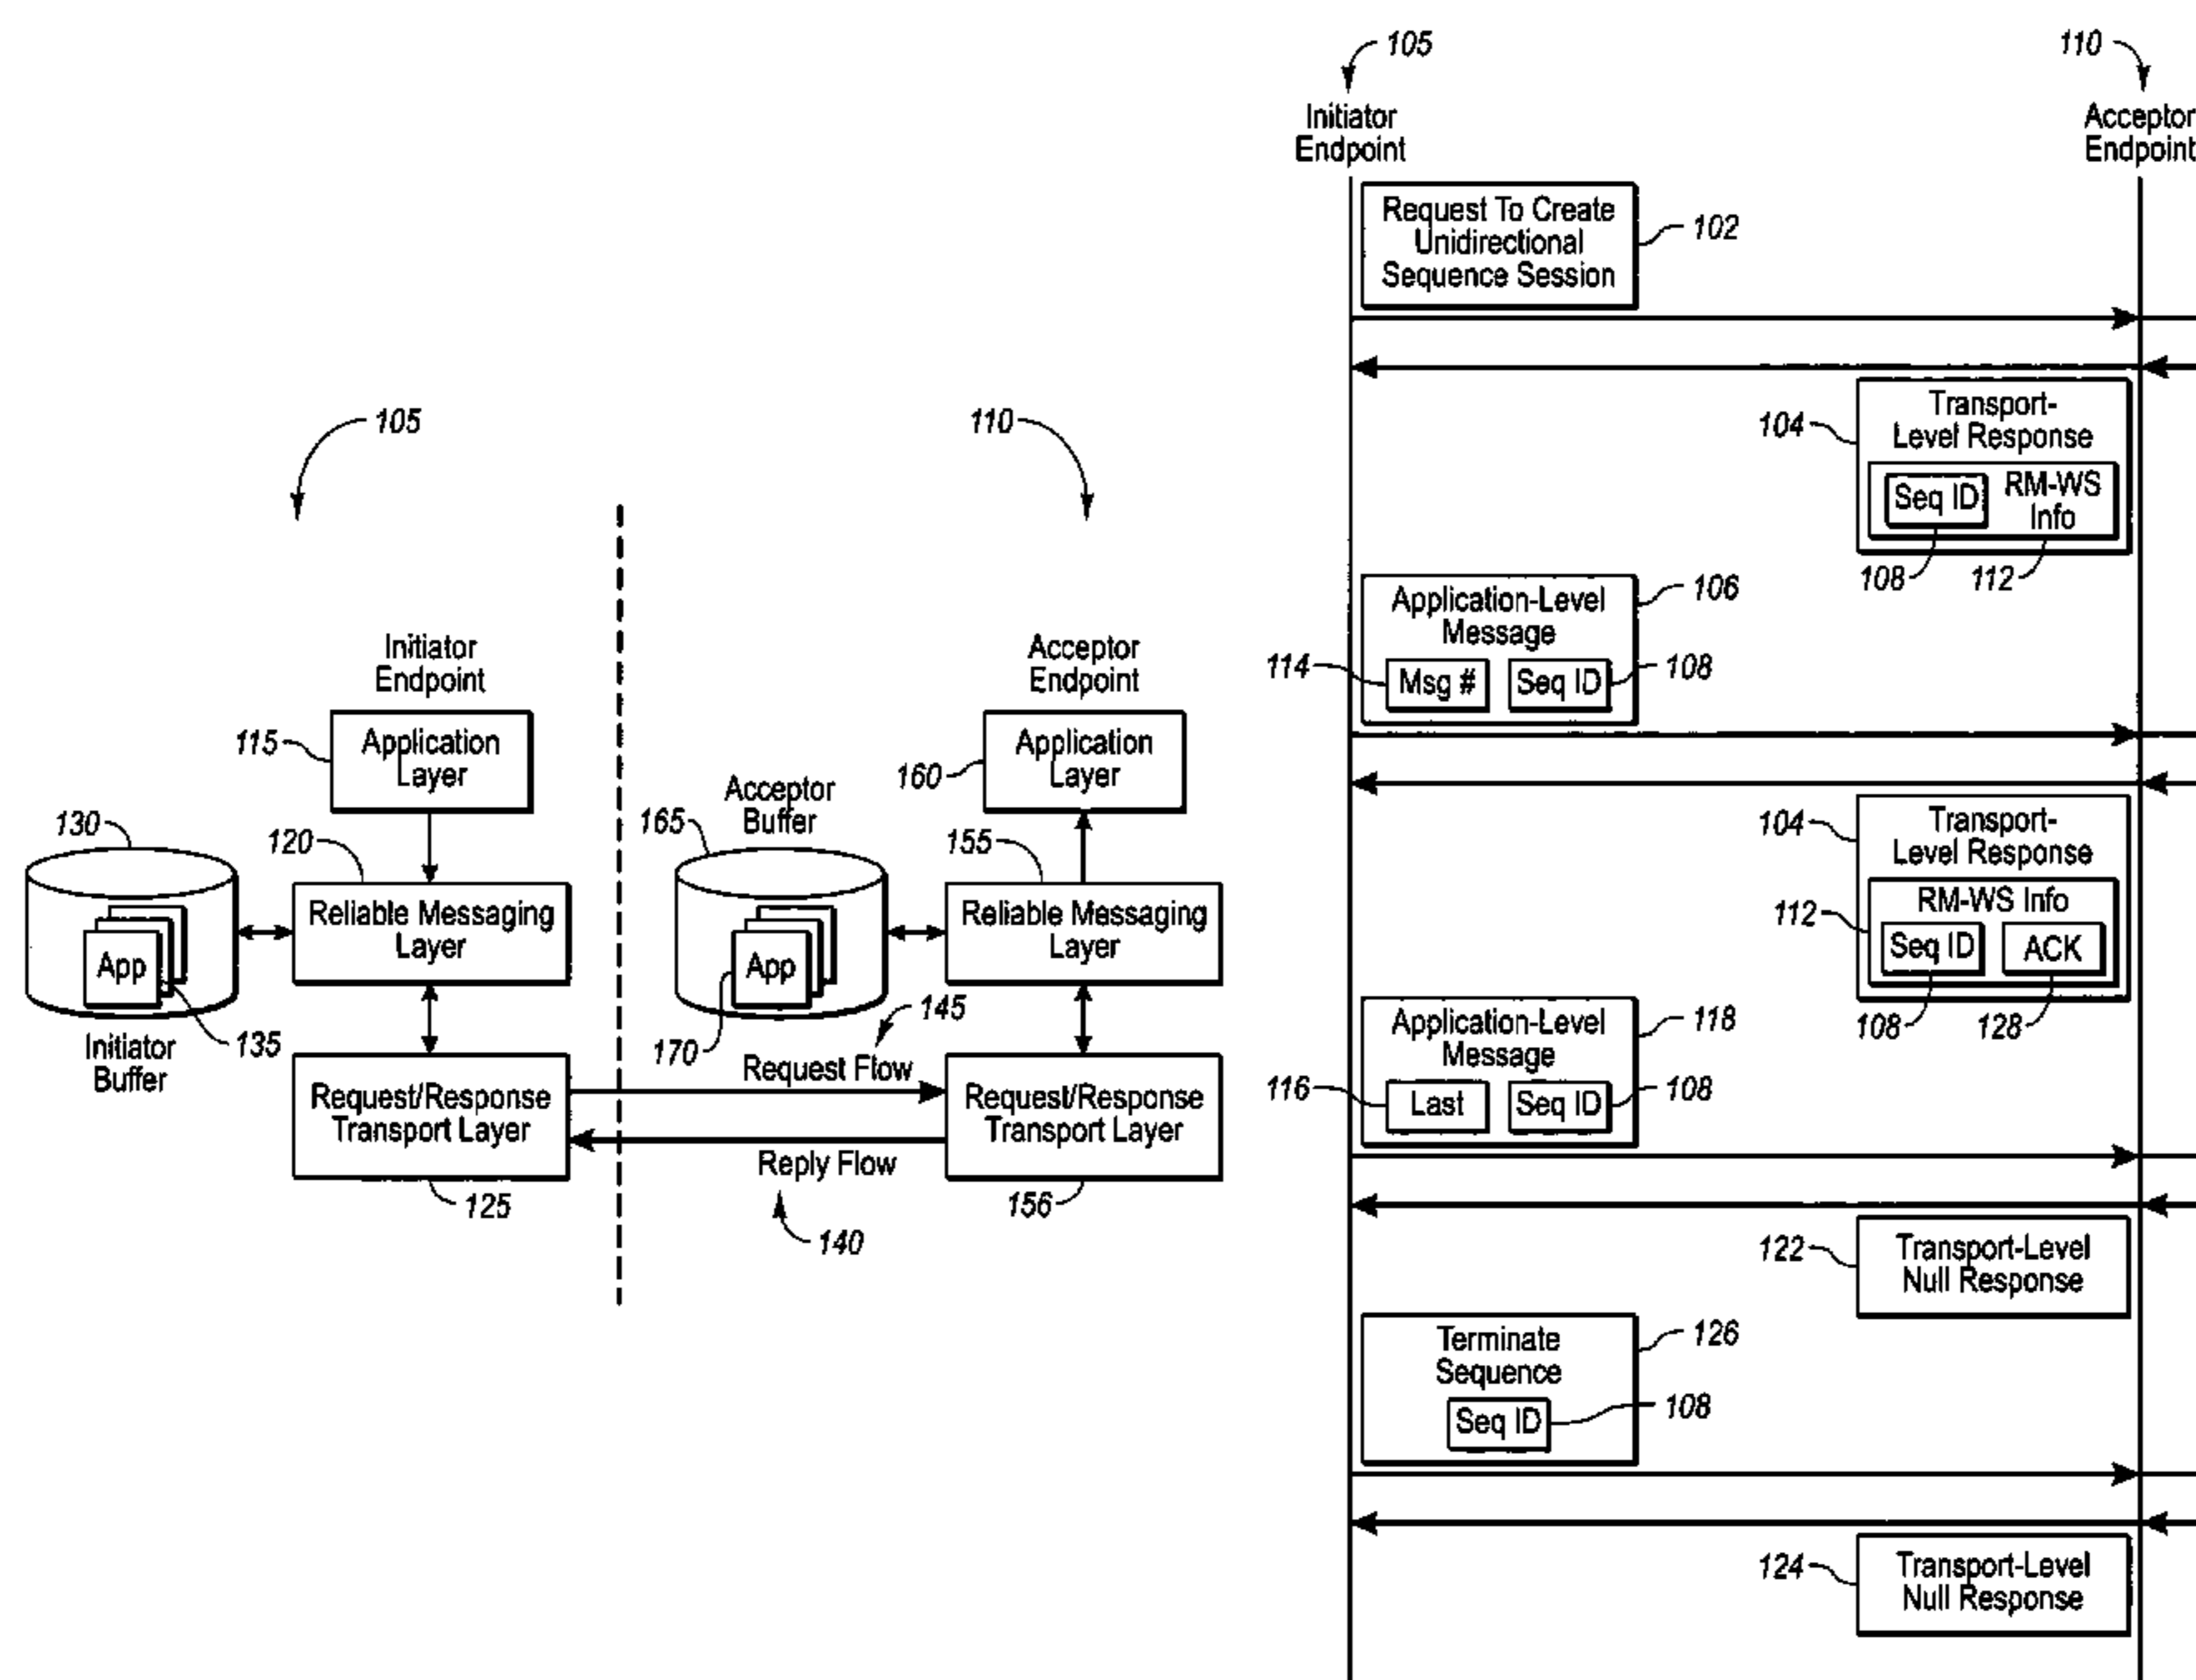 105
110
Initiator
Endpoint
Acceptor
Endpoint
115
Application
Layer
160
Application
Layer
130
120
Acceptor
Buffer
165
155
App
Reliable Messaging
Layer
App
Reliable Messaging
Layer
135
Initiator
Buffer
170
145
Request Flow
Request/Response
Transport Layer
Request/Response
Transport Layer
Reply Flow
125
156
140
105
110
Initiator
Endpoint
Acceptor
Endpoint
Request To Create
Unidirectional
Sequence Session
102
104
Transport-
Level Response
Seq ID
RM-WS
Info
108
112
Application-Level
Message
106
114
Msg #
Seq ID
108
104
Transport-
Level Response
RM-WS Info
112
Seq ID
ACK
108
128
Application-Level
Message
118
116
Last
Seq ID
108
122
Transport-Level
Null Response
Terminate
Sequence
126
Seq ID
108
124
Transport-Level
Null Response